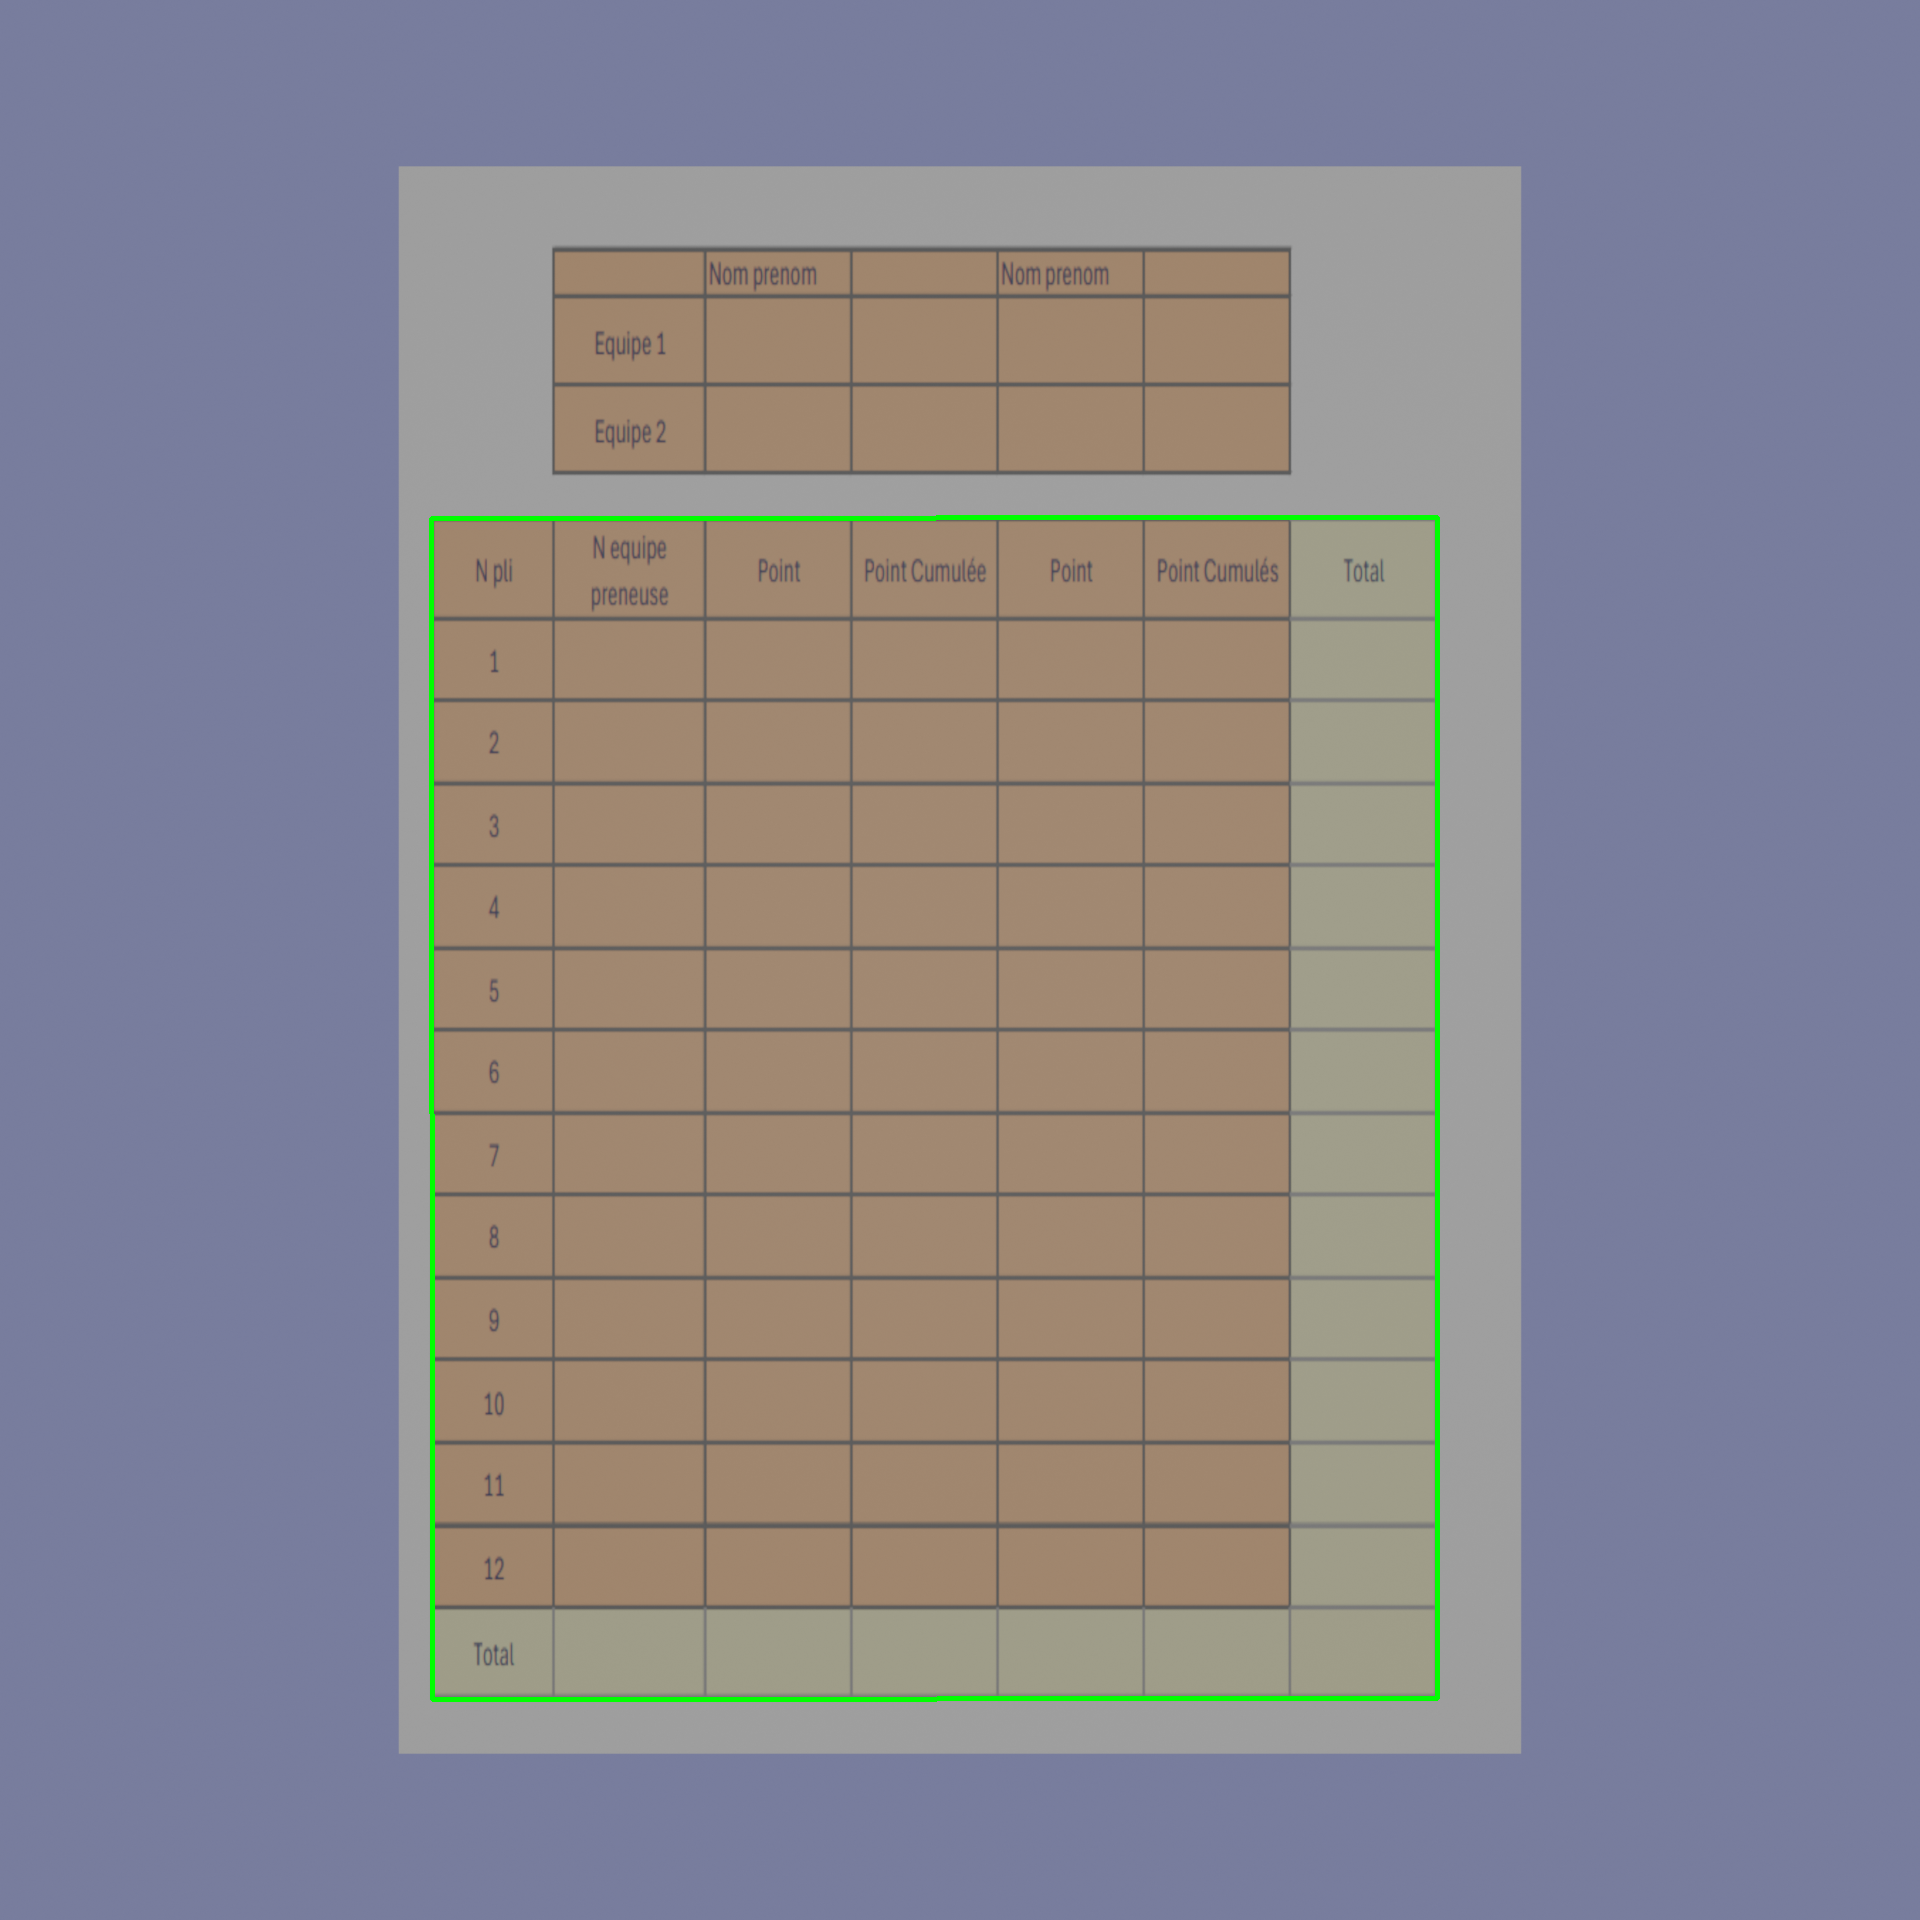 Nom prenom Nom prenom
Equipe 1
Equipe 2
N pli N equipe preneuse Point Point Cumulée Point Point Cumulés Total
1
2
3
4
5
6
7
8
9
10
11
12
Total